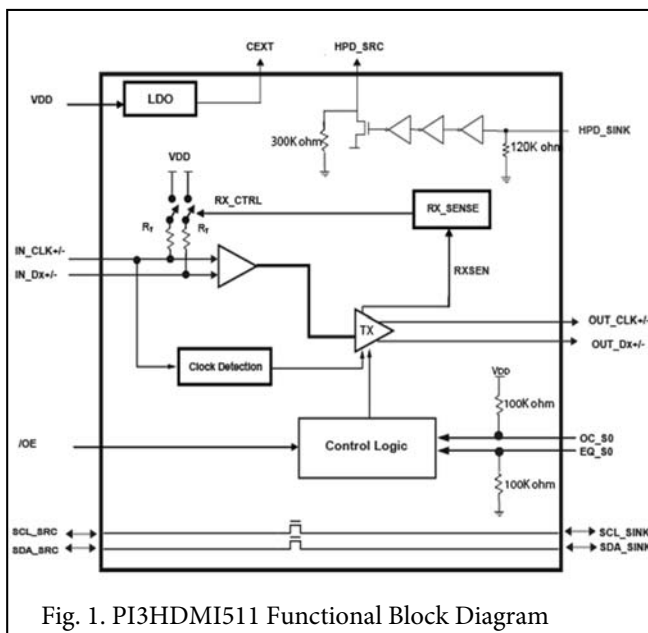 CEXT
HPD_SRC
VDD
LDO
300K ohm
120K ohm
HPD_SINK
VDD
RX_CTRL
RX_SENSE
RT
RT
IN_CLK+/-
IN_Dx+/-
RXSEN
TX
OUT_CLK+/-
OUT_Dx+/-
Clock Detection
VDD
100K ohm
/OE
Control Logic
OC_S0
EQ_S0
100K ohm
SCL_SRC
SCL_SINK
SDA_SRC
SDA_SINK
Fig. 1. PI3HDMI511 Functional Block Diagram